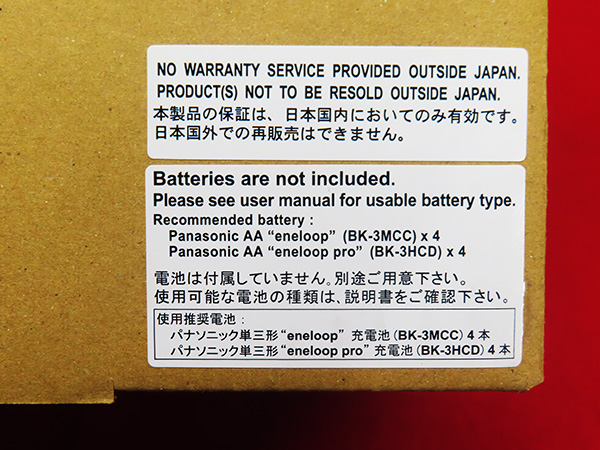 NO WARRANTY SERVICE PROVIDED OUTSIDE JAPAN.
PRODUCT(S) NOT TO BE RESOLD OUTSIDE JAPAN.
本製品の保証は、日本国内においてのみ有効です。
日本国外での再販売はできません。
Batteries are not included.
Please see user manual for usable battery type.
Recommended battery :
Panasonic AA “eneloop” (BK-3MCC) x 4
Panasonic AA “eneloop pro” (BK-3HCD) x 4
電池は付属していません。別途ご用意下さい。
使用可能な電池の種類は、説明書をご確認下さい。
使用推奨電池：
パナソニック単三形“eneloop” 充電池（BK-3MCC）4本
パナソニック単三形“eneloop pro” 充電池（BK-3HCD）4本